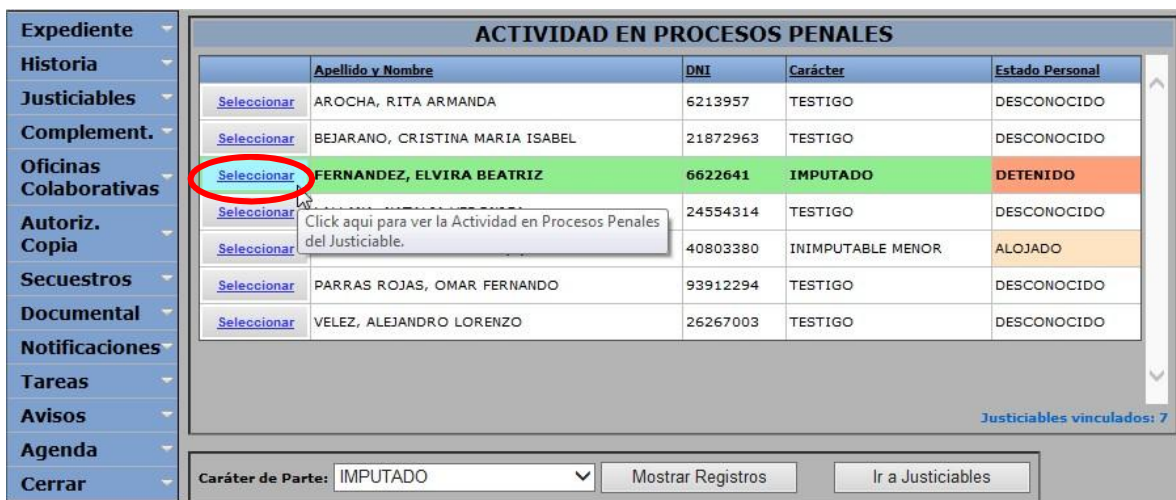 Expediente
Historia
Justiciables
Complement.
Oficinas
Colaborativas
Autoriz.
Copia
Secuestros
Documental
Notificaciones
Tareas
Avisos
Agenda
Cerrar
ACTIVIDAD EN PROCESOS PENALES
Apellido y Nombre DNI Carácter Estado Personal
Seleccionar AROCHA, RITA ARMANDA 6213957 TESTIGO DESCONOCIDO
Seleccionar BEJARANO, CRISTINA MARIA ISABEL 21872963 TESTIGO DESCONOCIDO
Seleccionar FERNANDEZ, ELVIRA BEATRIZ 6622641 IMPUTADO DETENIDO
Seleccionar 24554314 TESTIGO DESCONOCIDO
Click aqui para ver la Actividad en Procesos Penales
del Justiciable.
Seleccionar 40803380 INIMPUTABLE MENOR ALOJADO
Seleccionar PARRAS ROJAS, OMAR FERNANDO 93912294 TESTIGO DESCONOCIDO
Seleccionar VELEZ, ALEJANDRO LORENZO 26267003 TESTIGO DESCONOCIDO
Justiciables vinculados: 7
Caráter de Parte: IMPUTADO Mostrar Registros Ir a Justiciables